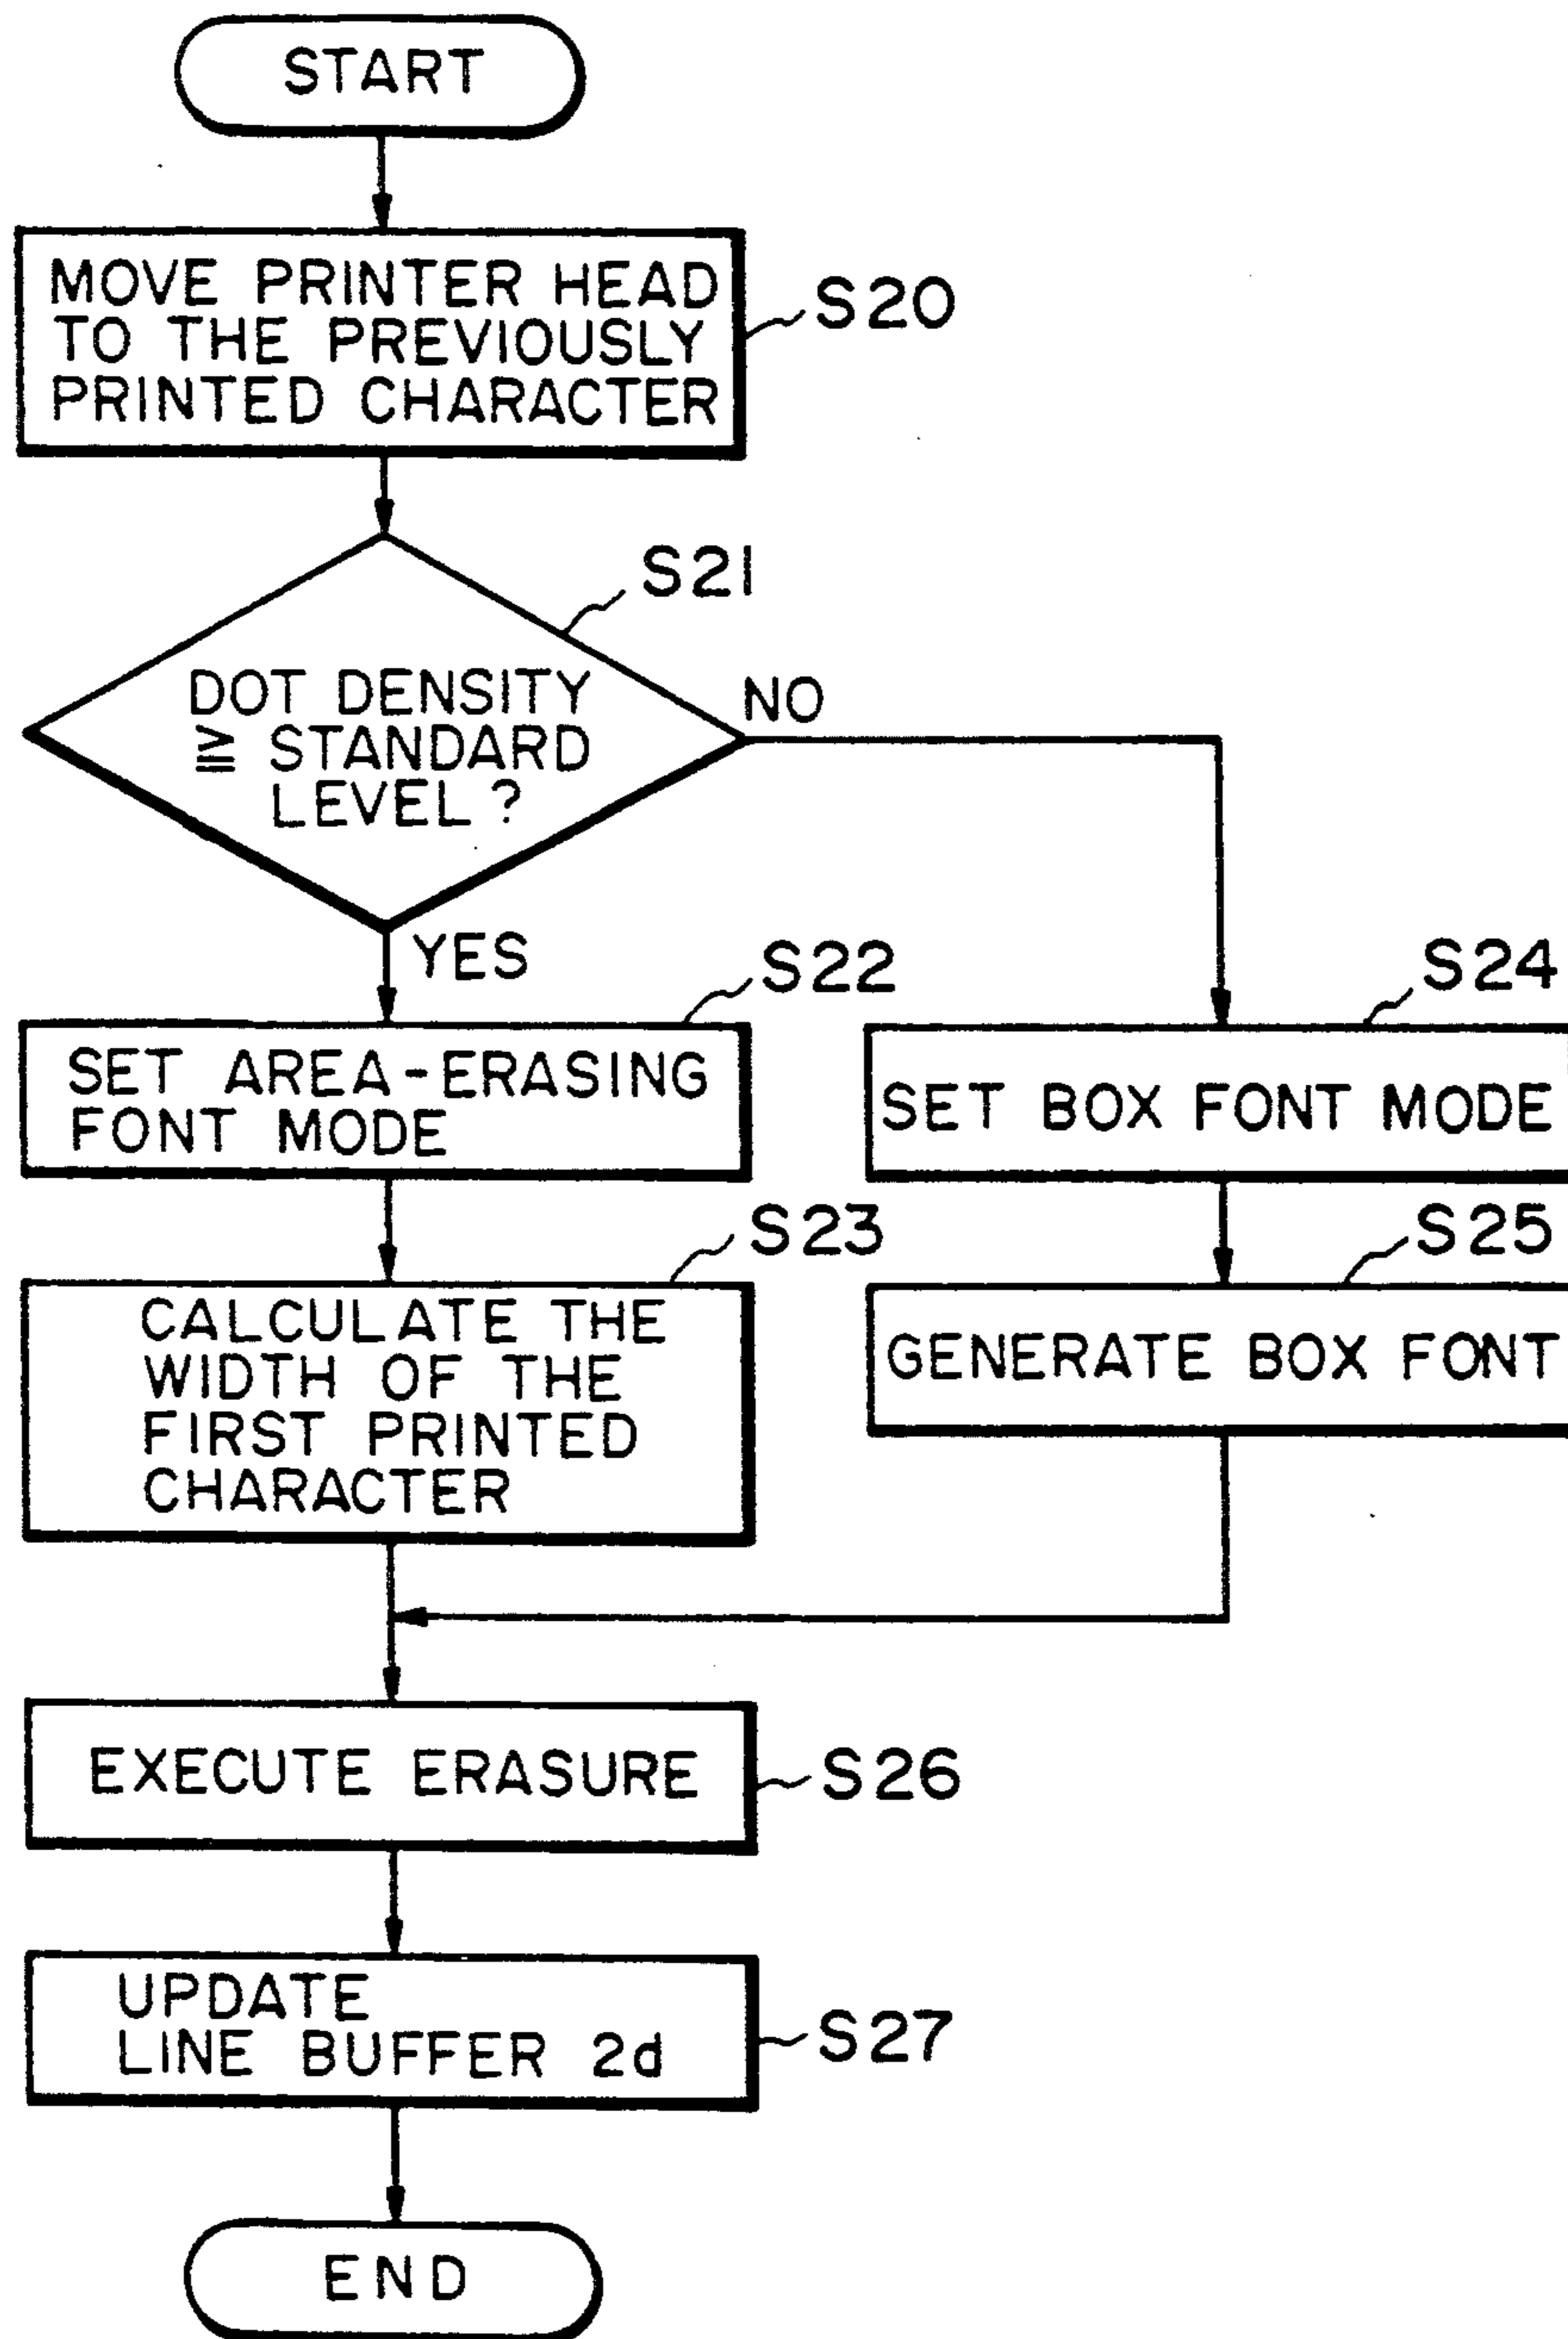 START
MOVE PRINTER HEAD
TO THE PREVIOUSLY
PRINTED CHARACTER
S20
S21
DOT DENSITY
≧ STANDARD
LEVEL?
NO
YES
S22
SET AREA-ERASING
FONT MODE
S24
SET BOX FONT MODE
S23
CALCULATE THE
WIDTH OF THE
FIRST PRINTED
CHARACTER
S25
GENERATE BOX FONT
EXECUTE ERASURE
S26
UPDATE
LINE BUFFER 2d
S27
END